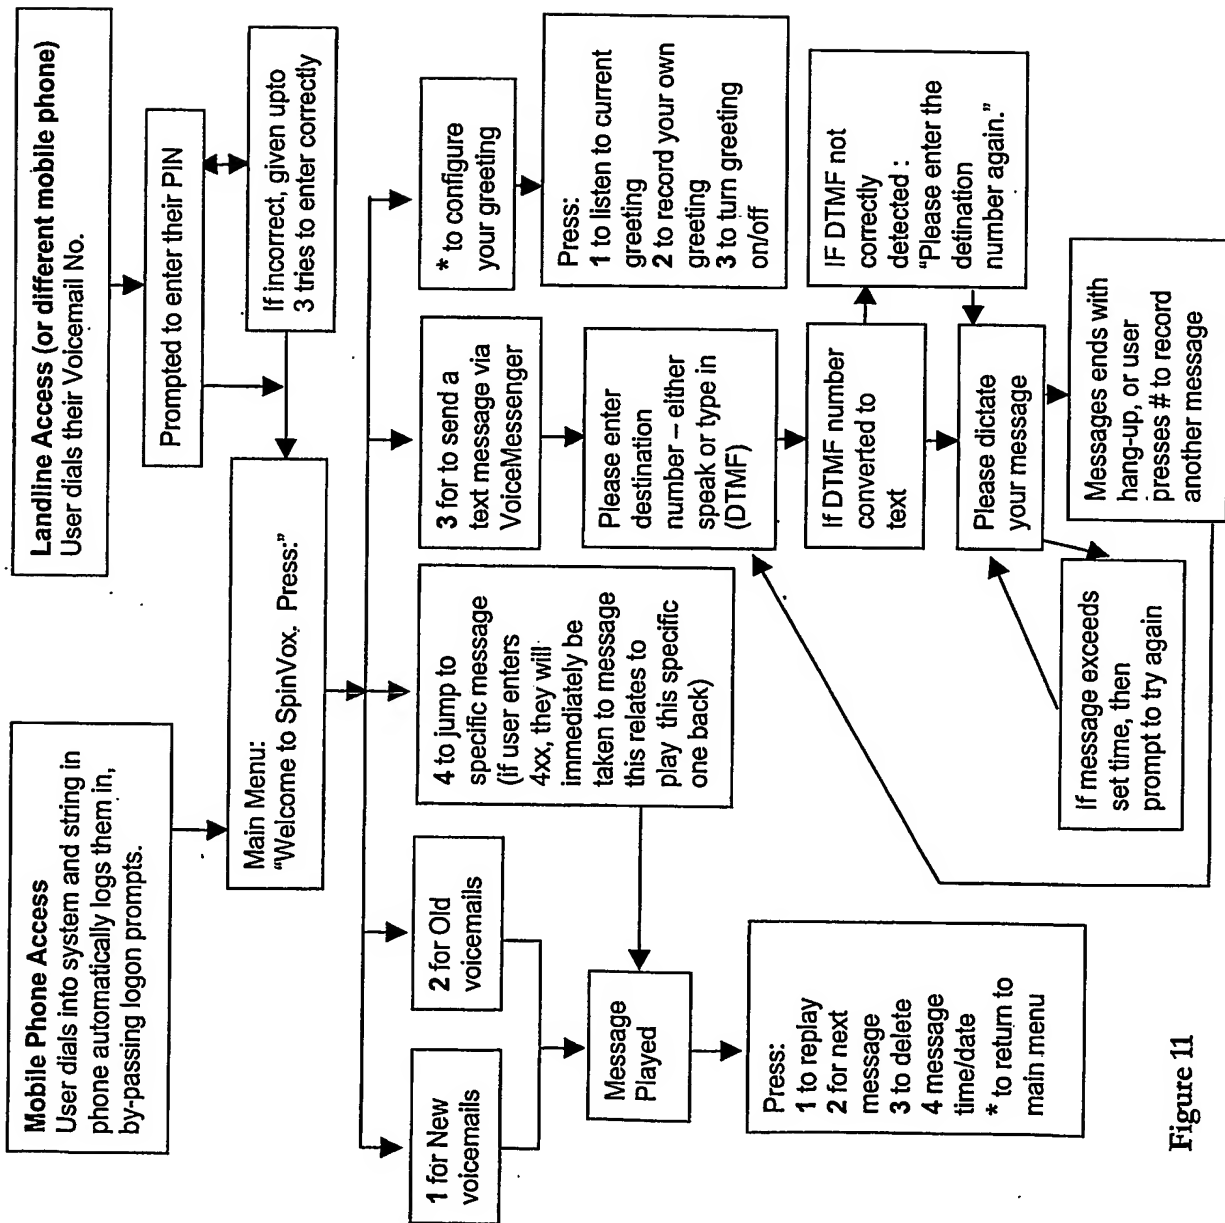 Mobile Phone Access
User dials into system and string in
phone automatically logs them in,
by-passing logon prompts.
Landline Access (or different mobile phone)
User dials their Voicemail No.
Prompted to enter their PIN
If incorrect, given upto
3 tries to enter correctly
Main Menu:
“Welcome to SpinVox. Press:”
1 for New
voicemails
2 for Old
voicemails
4 to jump to
specific message
(if user enters
4xx, they will
immediately be
taken to message
this relates to
play this specific
one back)
3 for to send a
text message via
VoiceMessenger
* to configure
your greeting
Message
Played
Please enter
destination
number – either
speak or type in
(DTMF)
Press:
1 to listen to current
greeting
2 to record your own
greeting
3 to turn greeting
on/off
Press:
1 to replay
2 for next
message
3 to delete
4 message
time/date
* to return to
main menu
If DTMF number
converted to
text
IF DTMF not
correctly
detected :
“Please enter the
detination
number again.”
Please dictate
your message
If message exceeds
set time, then
prompt to try again
Messages ends with
hang-up, or user
presses # to record
another message
Figure 11